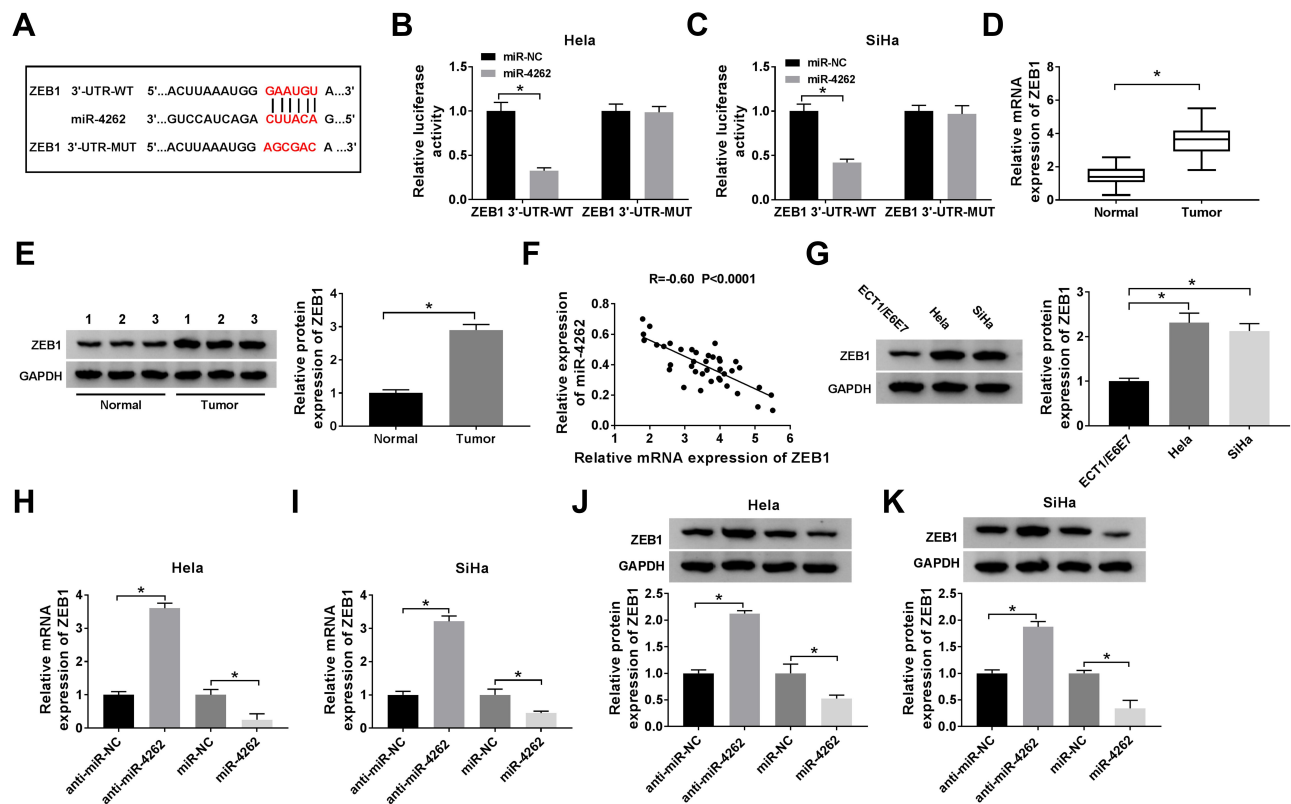 A
ZEB1 3'-UTR-WT 5'...ACUUAAAUGG GAAUGU A...3'
miR-4262 3'...GUCCAUCAGA CUUACA G...5'
ZEB1 3'-UTR-MUT 5'...ACUUAAAUGG AGCGAC A ...3'
B
Hela
miR-NC
miR-4262
Relative luciferase
activity
1.5
1.0
0.5
0.0
*
ZEB1 3'-UTR-WT ZEB1 3'-UTR-MUT
C
SiHa
miR-NC
miR-4262
Relative luciferase
activity
1.5
1.0
0.5
0.0
*
ZEB1 3'-UTR-WT ZEB1 3'-UTR-MUT
D
Relative mRNA
expression of ZEB1
8
6
4
2
0
*
Normal Tumor
E
1 2 3 1 2 3
ZEB1
GAPDH
Normal Tumor
Relative protein
expression of ZEB1
4
3
2
1
0
*
Normal Tumor
F
R=-0.60 P<0.0001
Relative expression
of miR-4262
0.8
0.6
0.4
0.2
0.0
1 2 3 4 5 6
Relative mRNA expression of ZEB1
G
ECT1/E6E7 Hela SiHa
ZEB1
GAPDH
Relative protein
expression of ZEB1
3
2
1
0
*
*
ECT1/E6E7 Hela SiHa
H
Hela
Relative mRNA
expression of ZEB1
4
3
2
1
0
*
*
anti-miR-NC anti-miR-4262 miR-NC miR-4262
I
SiHa
Relative mRNA
expression of ZEB1
4
3
2
1
0
*
*
anti-miR-NC anti-miR-4262 miR-NC miR-4262
J
Hela
ZEB1
GAPDH
Relative protein
expression of ZEB1
2.5
2.0
1.5
1.0
0.5
0.0
*
*
anti-miR-NC anti-miR-4262 miR-NC miR-4262
K
SiHa
ZEB1
GAPDH
Relative protein
expression of ZEB1
2.5
2.0
1.5
1.0
0.5
0.0
*
*
anti-miR-NC anti-miR-4262 miR-NC miR-4262